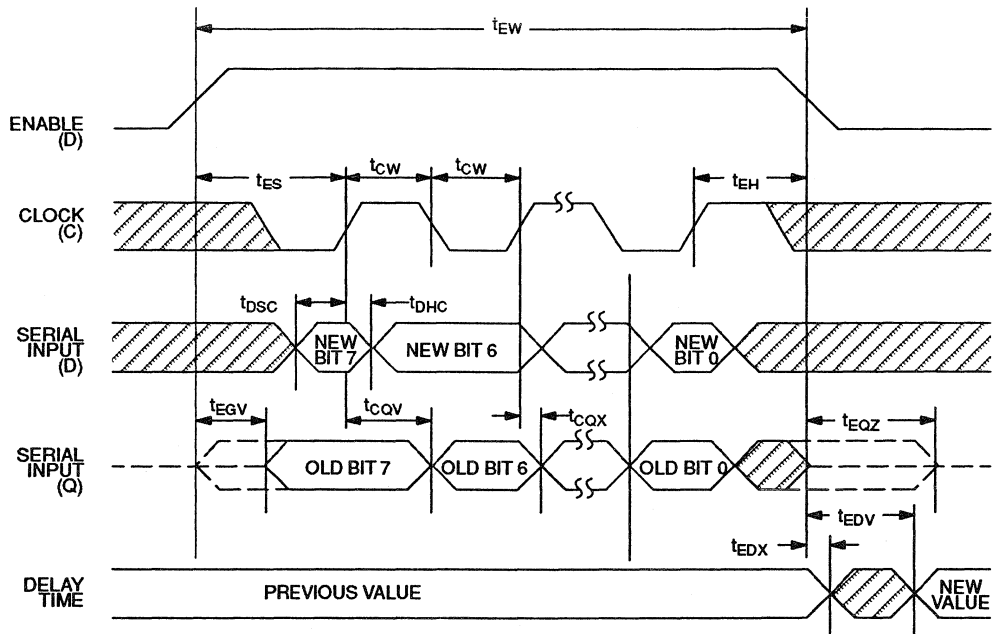 tEW
ENABLE
(D)
tES
tCW
tCW
tEH
CLOCK
(C)
tDSC
tDHC
SERIAL
INPUT
(D)
NEW
BIT 7
NEW BIT 6
NEW
BIT 0
tEGV
tCQV
tCQX
tEQZ
SERIAL
INPUT
(Q)
OLD BIT 7
OLD BIT 6
OLD BIT 0
tEDV
tEDX
DELAY
TIME
PREVIOUS VALUE
NEW
VALUE